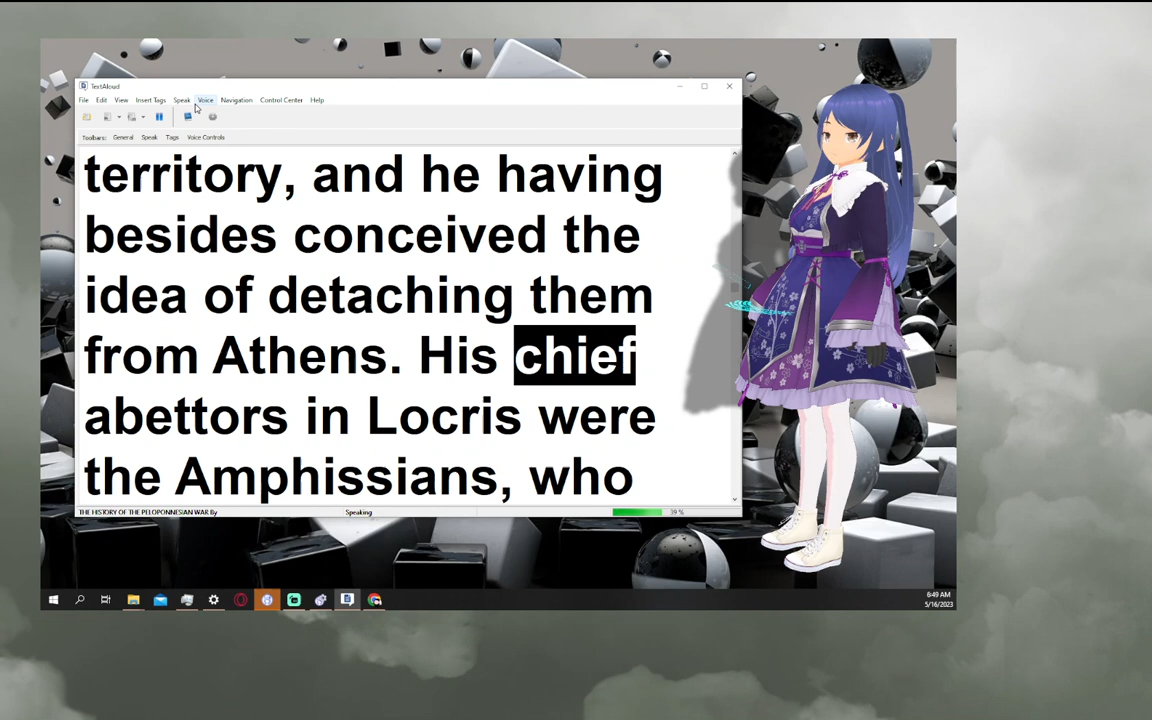 TextAloud
File Edit View Insert Tags Speak Voice Navigation Control Center Help
Toolbars: General Speak Tags Voice Controls
territory, and he having
besides conceived the
idea of detaching them
from Athens. His chief
abettors in Locris were
the Amphissians, who
THE HISTORY OF THE PELOPONNESIAN WAR By Speaking 39 %
6:49 AM
5/16/2023